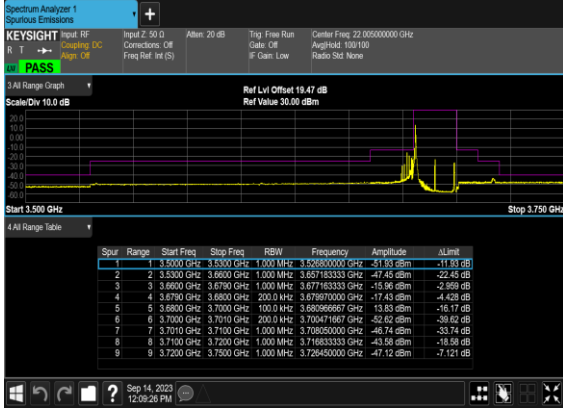 Spectrum Analyzer 1
Spurious Emissions
+
KEYSIGHT Input: RF Input Z: 50 Ω Atten: 20 dB Trig: Free Run Center Freq: 22.005000000 GHz
R T Coupling: DC Corrections: Off Gate: Off Avg|Hold: 100/100
Align: Off Freq Ref: Int (S) IF Gain: Low Radio Std: None
PASS
3 All Range Graph
Ref Lvl Offset 19.47 dB
Scale/Div 10.0 dB Ref Value 30.00 dBm
20.0
10.0
0.00
-10.0
-20.0
-30.0
-40.0
-50.0
-60.0
Start 3.500 GHz Stop 3.750 GHz
4 All Range Table
Spur Range Start Freq Stop Freq RBW Frequency Amplitude ΔLimit
1 1 3.5000 GHz 3.5300 GHz 1.000 MHz 3.526800000 GHz -51.93 dBm -11.93 dB
2 2 3.5300 GHz 3.6600 GHz 1.000 MHz 3.657183333 GHz -47.45 dBm -22.45 dB
3 3 3.6600 GHz 3.6790 GHz 1.000 MHz 3.677163333 GHz -15.96 dBm -2.959 dB
4 4 3.6790 GHz 3.6800 GHz 200.0 kHz 3.679970000 GHz -17.43 dBm -4.428 dB
5 5 3.6800 GHz 3.7000 GHz 100.0 kHz 3.680966667 GHz 13.83 dBm -16.17 dB
6 6 3.7000 GHz 3.7010 GHz 200.0 kHz 3.700471667 GHz -52.62 dBm -39.62 dB
7 7 3.7010 GHz 3.7100 GHz 1.000 MHz 3.708050000 GHz -46.74 dBm -33.74 dB
8 8 3.7100 GHz 3.7200 GHz 1.000 MHz 3.716833333 GHz -43.58 dBm -18.58 dB
9 9 3.7200 GHz 3.7500 GHz 1.000 MHz 3.726450000 GHz -47.12 dBm -7.121 dB
?
Sep 14, 2023
12:09:26 PM